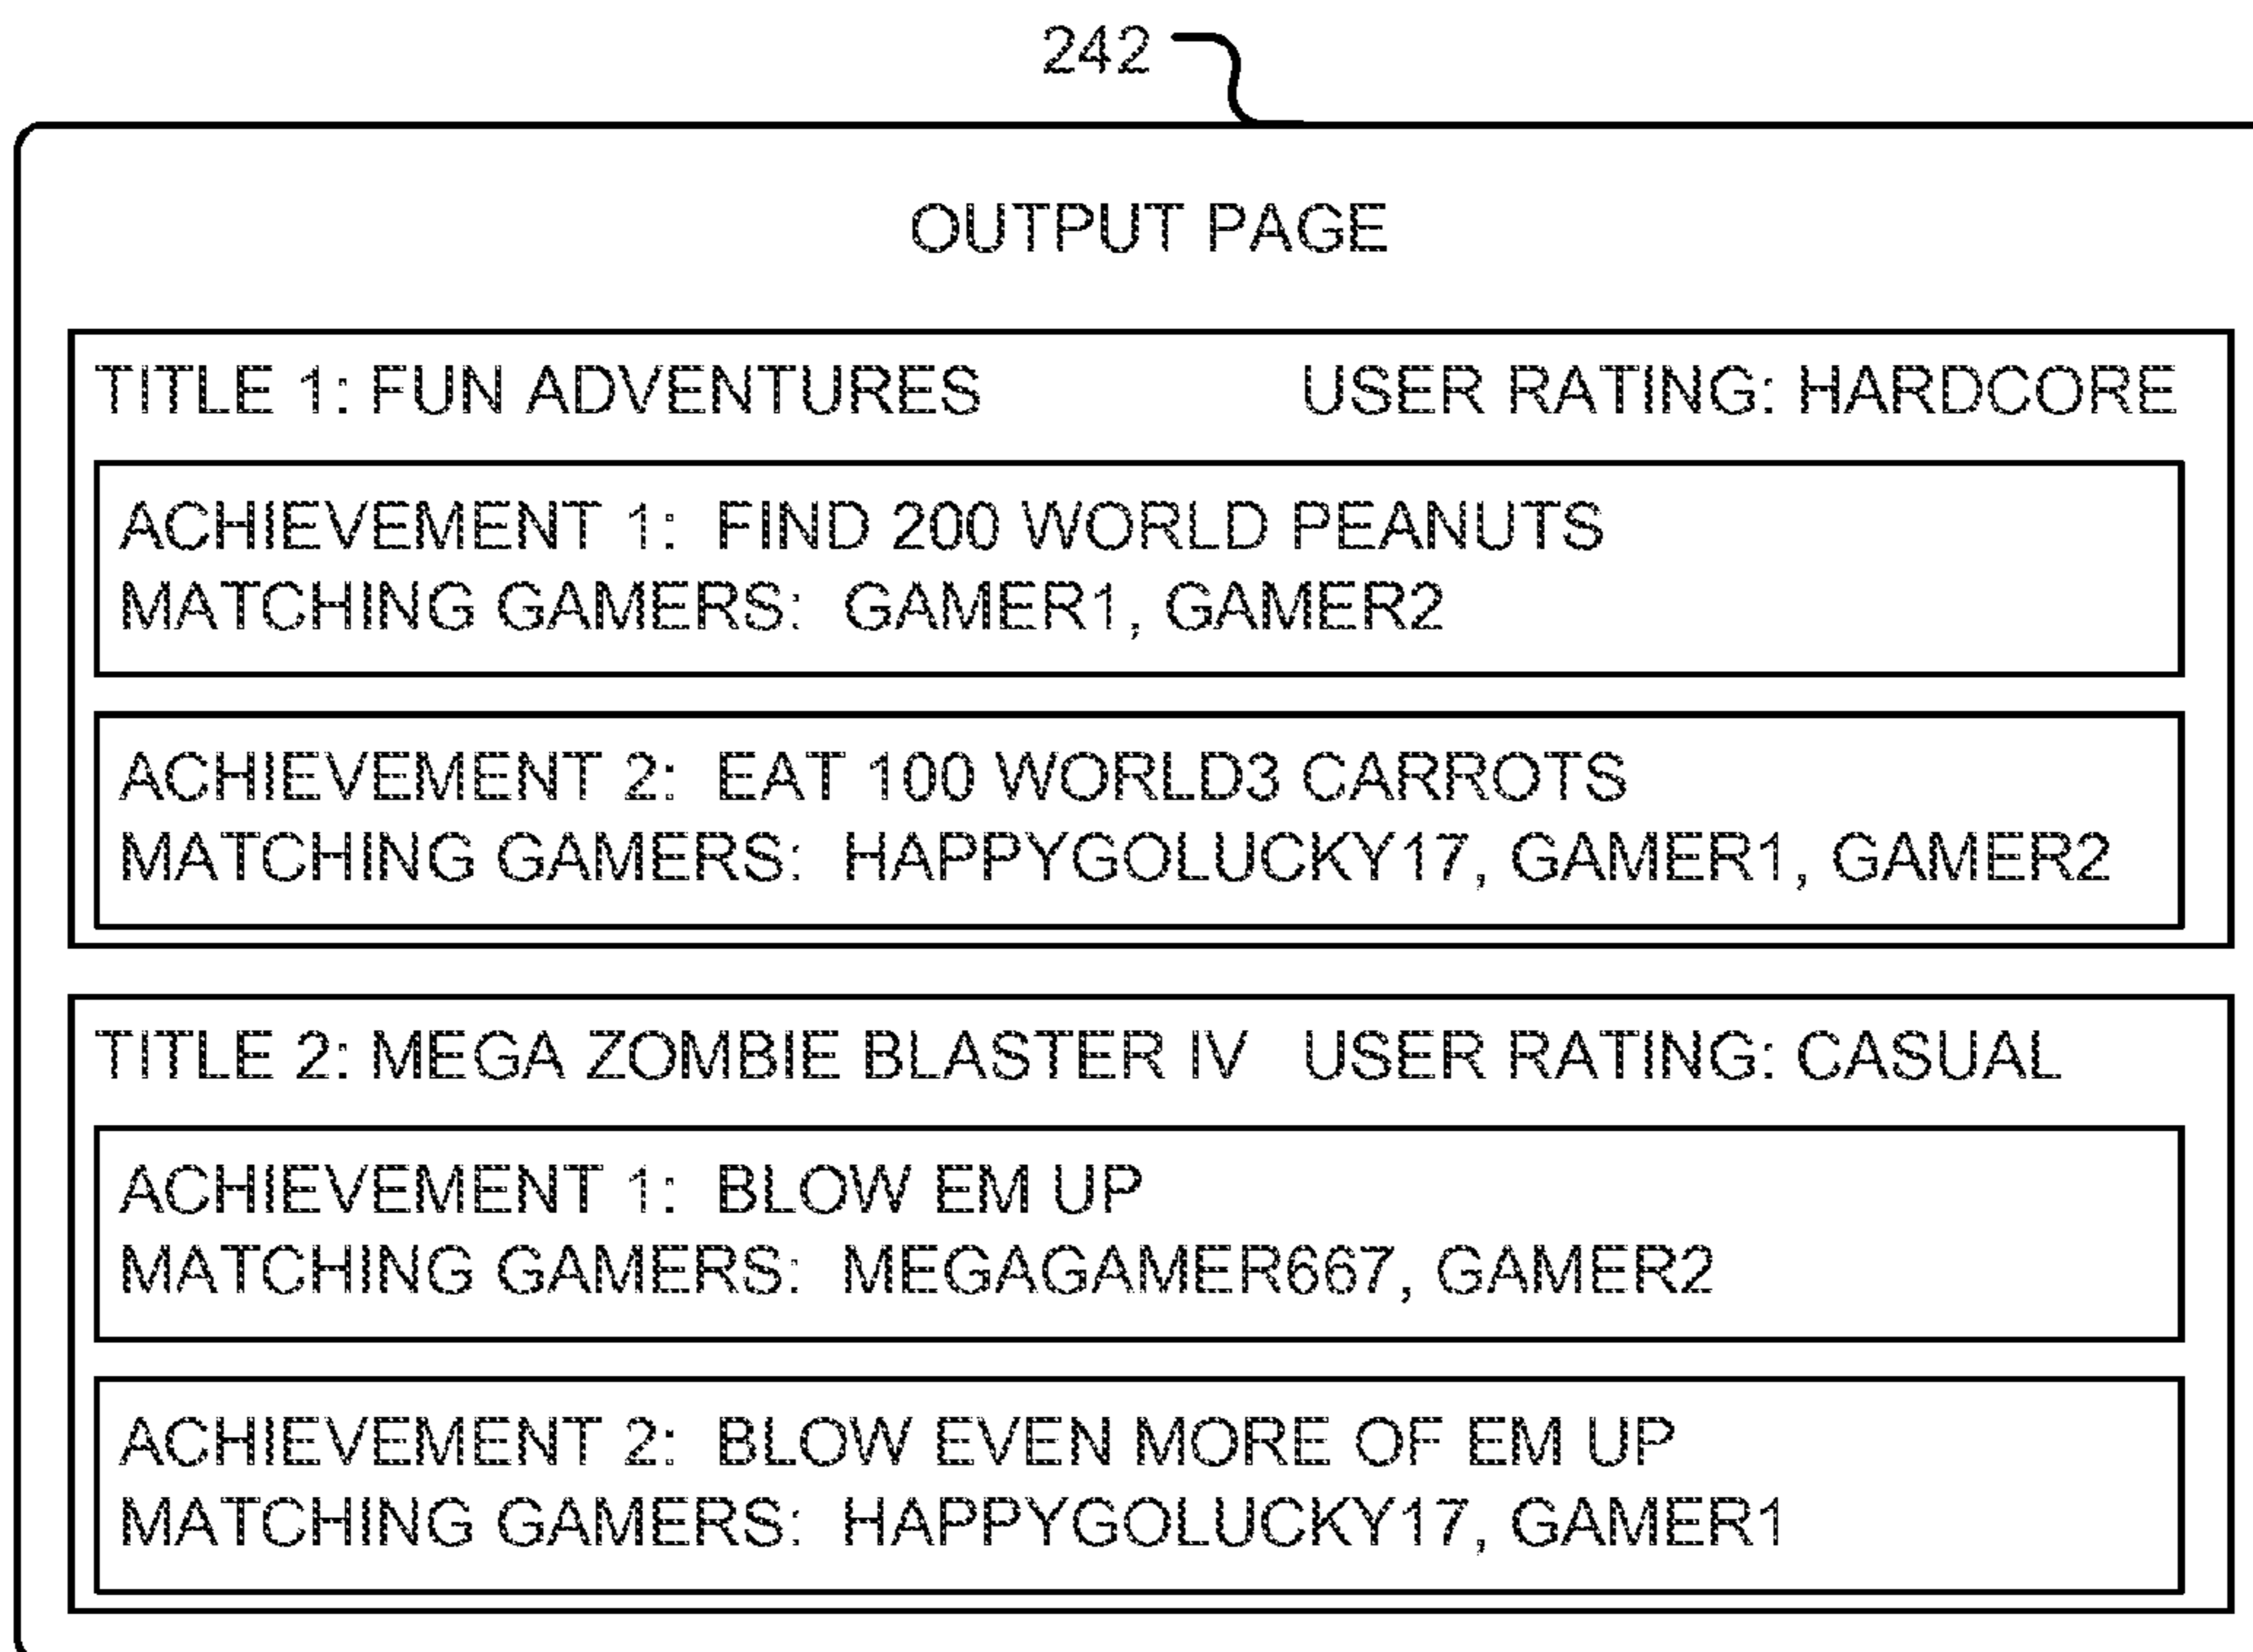 242
OUTPUT PAGE
TITLE 1: FUN ADVENTURES USER RATING: HARDCORE
ACHIEVEMENT 1: FIND 200 WORLD PEANUTS
MATCHING GAMERS: GAMER1, GAMER2
ACHIEVEMENT 2: EAT 100 WORLD3 CARROTS
MATCHING GAMERS: HAPPYGOLUCKY17, GAMER1, GAMER2
TITLE 2: MEGA ZOMBIE BLASTER IV USER RATING: CASUAL
ACHIEVEMENT 1: BLOW EM UP
MATCHING GAMERS: MEGAGAMER667, GAMER2
ACHIEVEMENT 2: BLOW EVEN MORE OF EM UP
MATCHING GAMERS: HAPPYGOLUCKY17, GAMER1